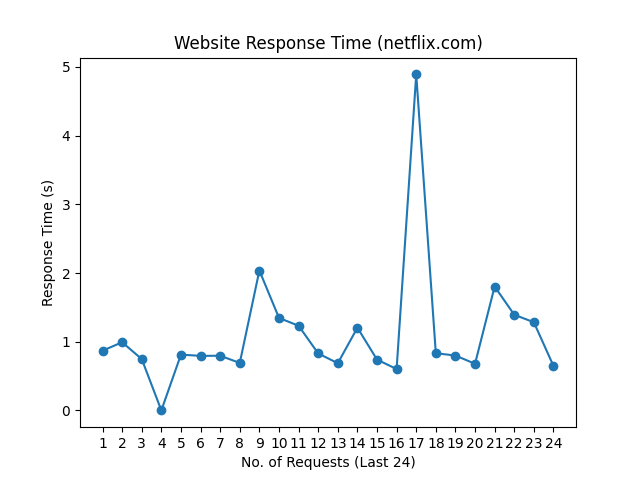 Website Response Time (netflix.com)
5
4
3
2
1
0
Response Time (s)
1 2 3 4 5 6 7 8 9 10 11 12 13 14 15 16 17 18 19 20 21 22 23 24
No. of Requests (Last 24)